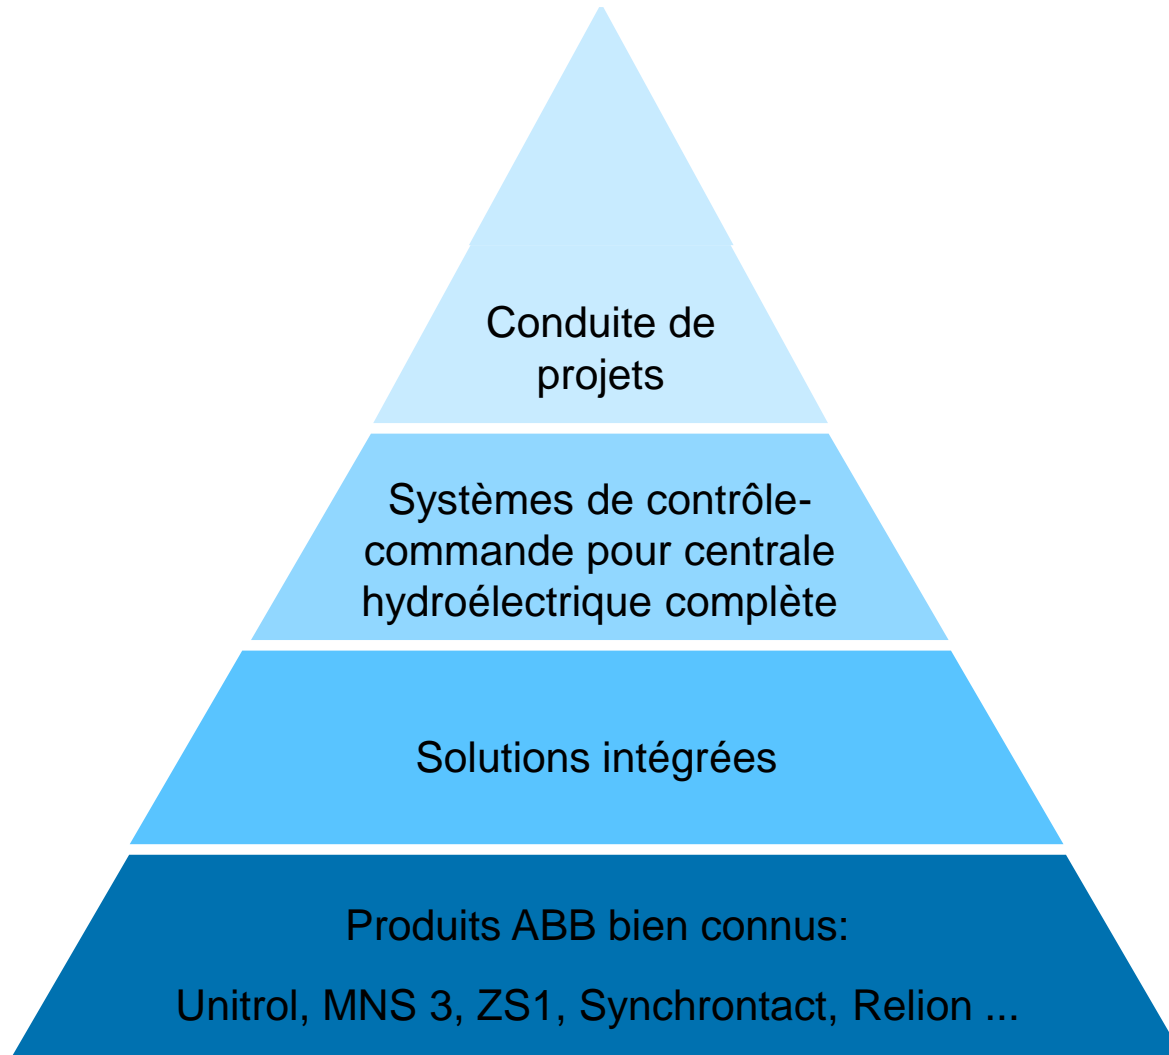 Conduite de
projets
Systèmes de contrôle-
commande pour centrale
hydroélectrique complète
Solutions intégrées
Produits ABB bien connus:
Unitrol, MNS 3, ZS1, Synchrontact, Relion ...